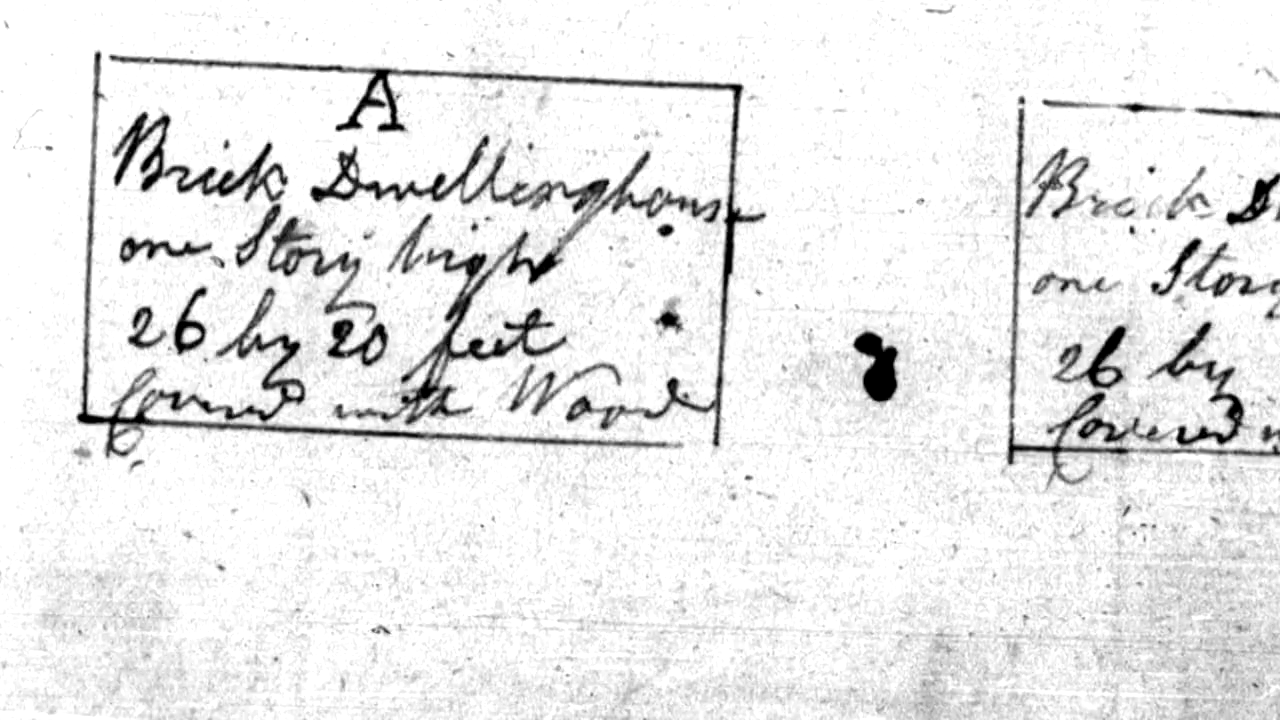 A
Brick Dwellinghouse
one Story high
26 by 20 feet
Covered with Wood
Brick
one Story
26 by
Covered